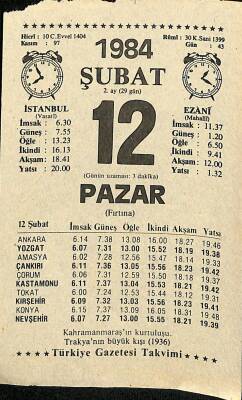 Hicrî : 10 C.Evvel 1404
Kasım : 97
Rûmî : 30 K.Sani 1399
Gün : 43
1984
ŞUBAT
2. ay (29 gün)
İSTANBUL
(Vasatî)
İmsak : 6.30
Güneş : 7.55
Öğle : 13.23
İkindi : 16.13
Akşam: 18.41
Yatsı : 20.00
12
EZANÎ
(Mahallî)
İmsak : 11.37
Güneş : 1.20
Öğle : 6.50
İkindi : 9.41
Akşam: 12.00
Yatsı : 1.32
(Günün uzaması: 3 dakika)
PAZAR
(Fırtına)
12 Şubat İmsak Güneş Öğle İkindi Akşam Yatsı
ANKARA 6.14 7.38 13.08 16.00 18.27 19.46
YOZGAT 6.07 7.31 13.00 15.52 18.19 19.38
AMASYA 6.02 7.28 12.56 15.47 18.14
ÇANKIRI 6.11 7.36 13.05 15.56 18.23 19.42
ÇORUM 6.06 7.31 12.59 15.50 18.18
KASTAMONU 6.11 7.37 13.04 15.53 18.21 19.42
TOKAT 6.00 7.24 12.53 15.44 18.12
KIRŞEHİR 6.09 7.32 13.03 15.56 18.23 19.41
KONYA 6.15 7.37 13.09 16.05 18.31
NEVŞEHİR 6.07 7.27 13.00 15.55 18.21 19.39
Kahramanmaraş'ın kurtuluşu.
Trakya'nın büyük kışı (1936)
Türkiye Gazetesi Takvimi